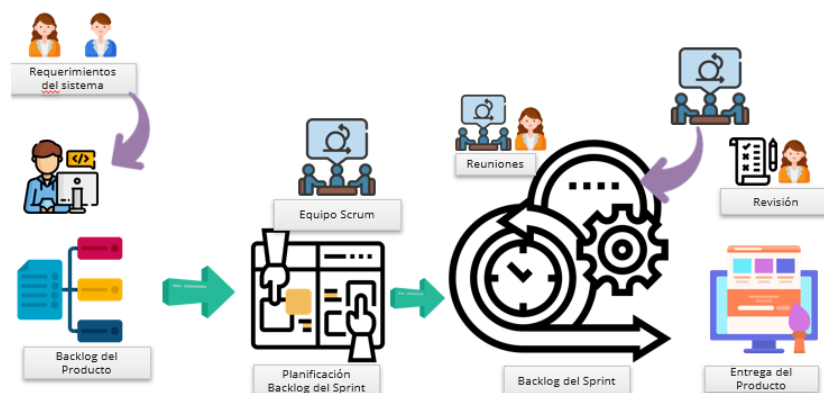 Requerimientos
del sistema
Reuniones
Equipo Scrum
Revisión
Backlog del
Producto
Planificación
Backlog del Sprint
Backlog del Sprint
Entrega del
Producto